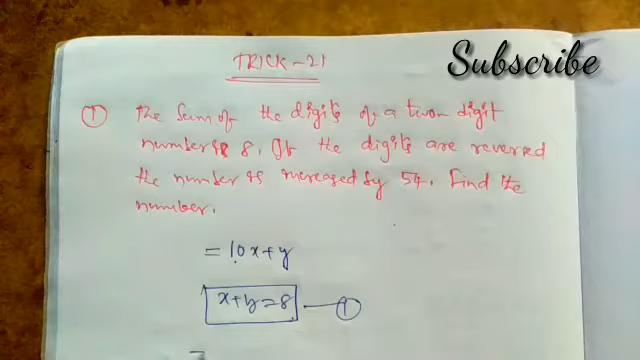 TRICK-21
Subscribe
① The sum of the digits of a two digit
number is 8. If the digits are reversed
the number is increased by 54. Find the
number.
= 10x+y
x+y=8 — ①